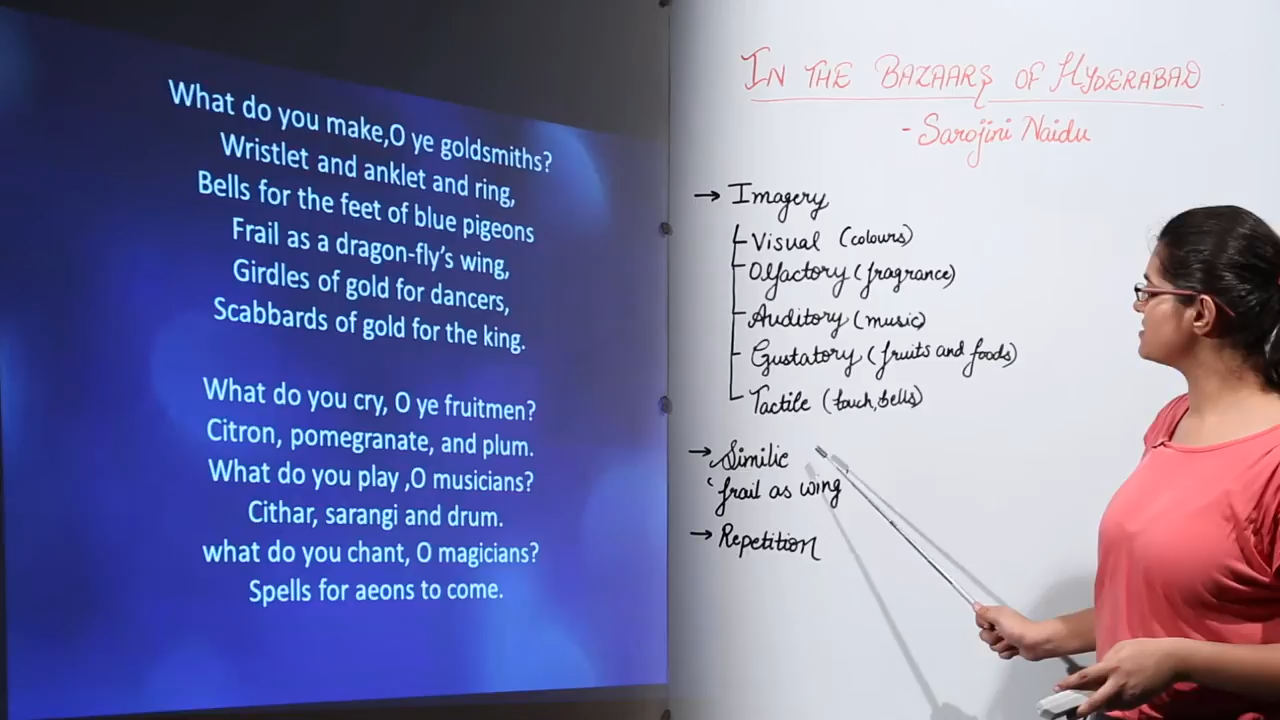 What do you make,O ye goldsmiths?
Wristlet and anklet and ring,
Bells for the feet of blue pigeons
Frail as a dragon-fly's wing,
Girdles of gold for dancers,
Scabbards of gold for the king.
What do you cry, O ye fruitmen?
Citron, pomegranate, and plum.
What do you play ,O musicians?
Cithar, sarangi and drum.
what do you chant, O magicians?
Spells for aeons to come.
IN THE BAZAARS OF HYDERABAD
- Sarojini Naidu
→ Imagery
Visual (colours)
Olfactory (fragrance)
Auditory (music)
Gustatory (fruits and foods)
Tactile (touch, bells)
→ Similie
'frail as wing
→ Repetition